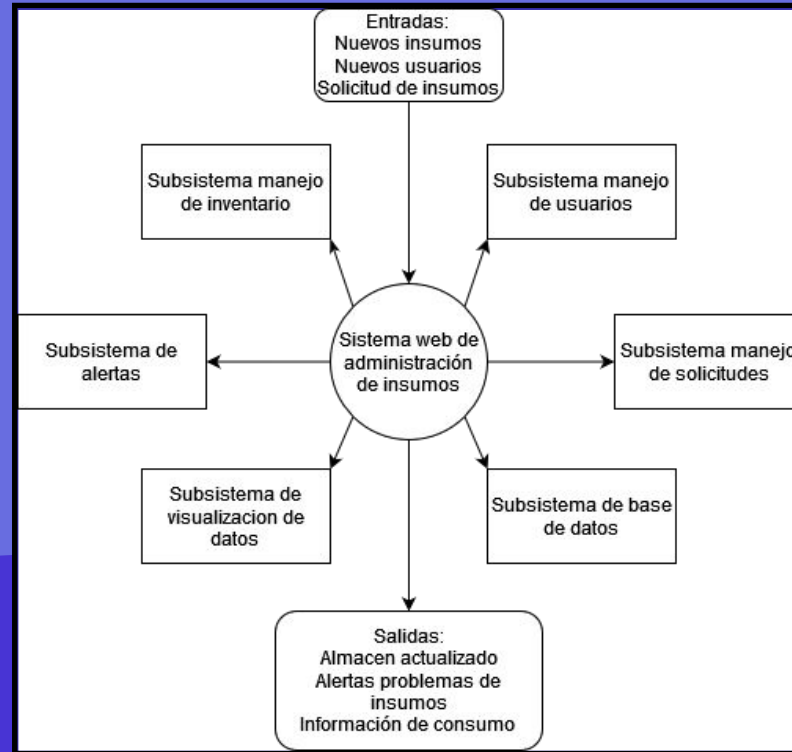 Entradas:
Nuevos insumos
Nuevos usuarios
Solicitud de insumos
Subsistema manejo
de inventario
Subsistema manejo
de usuarios
Subsistema de
alertas
Sistema web de
administración
de insumos
Subsistema manejo
de solicitudes
Subsistema de
visualizacion de
datos
Subsistema de base
de datos
Salidas:
Almacen actualizado
Alertas problemas de
insumos
Información de consumo